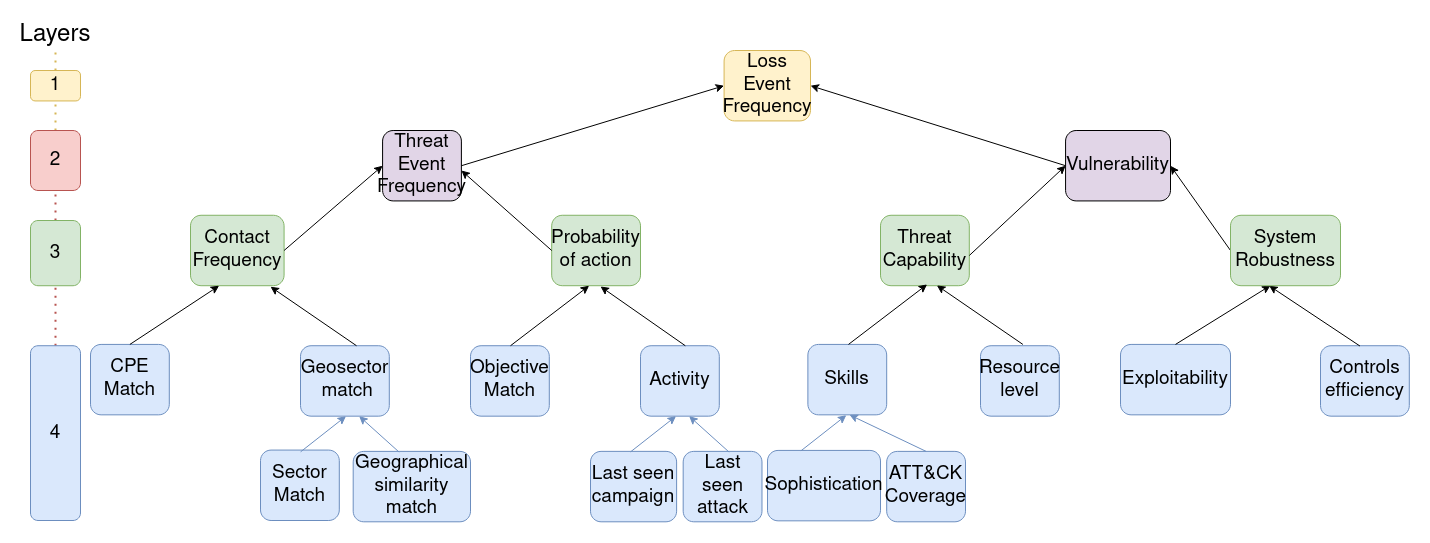 Layers
1
2
3
4
Loss
Event
Frequency
Threat
Event
Frequency
Vulnerability
Contact
Frequency
Probability
of action
Threat
Capability
System
Robustness
CPE
Match
Geosector
match
Objective
Match
Activity
Skills
Resource
level
Exploitability
Controls
efficiency
Sector
Match
Geographical
similarity
match
Last seen
campaign
Last
seen
attack
Sophistication
ATT&CK
Coverage